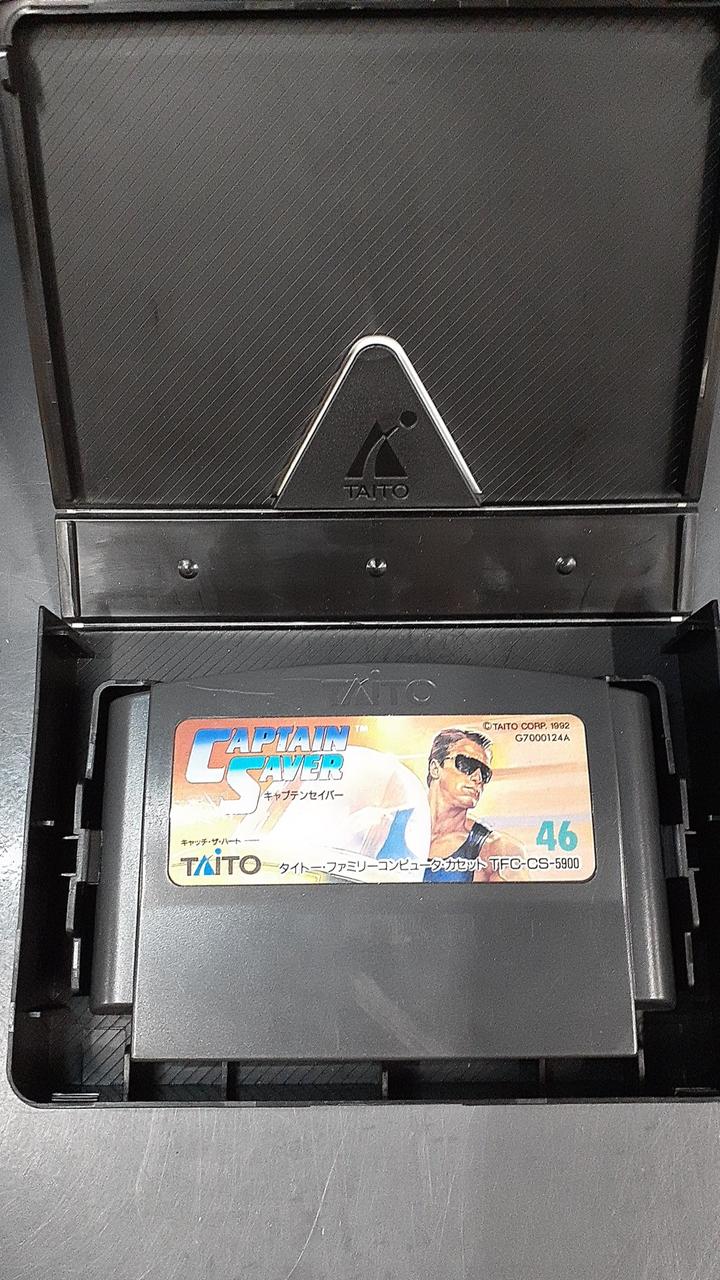 TAITO
TAITO
CAPTAIN SAVER™
キャプテンセイバー
©TAITO CORP. 1992
G7000124A
46
キャッチ・ザ・ハート
TAITO タイトー・ファミリーコンピュータ・カセット TFC-CS-5900